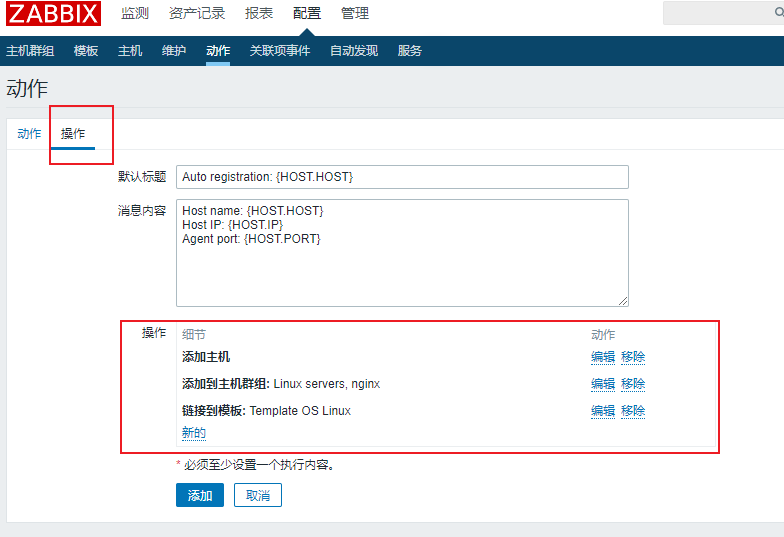 ZABBIX 监测 资产记录 报表 配置 管理
主机群组 模板 主机 维护 动作 关联项事件 自动发现 服务
动作
动作 操作
默认标题 Auto registration: {HOST.HOST}
消息内容 Host name: {HOST.HOST}
Host IP: {HOST.IP}
Agent port: {HOST.PORT}
操作 细节 动作
添加主机 编辑 移除
添加到主机群组: Linux servers, nginx 编辑 移除
链接到模板: Template OS Linux 编辑 移除
新的
* 必须至少设置一个执行内容。
添加 取消